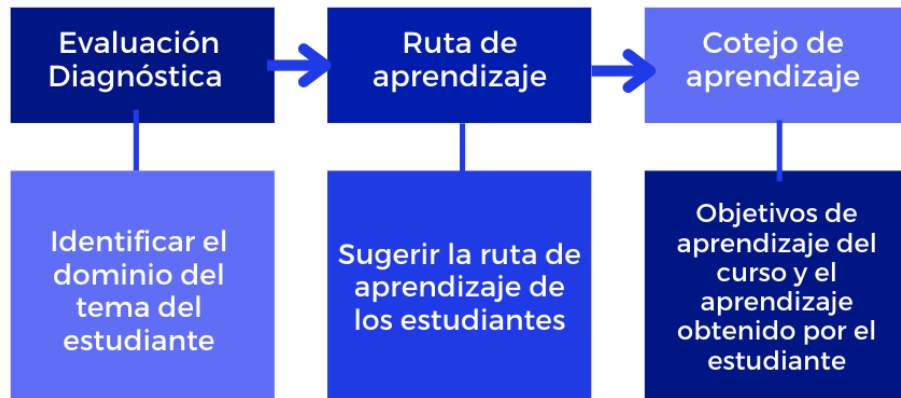 Evaluación
Diagnóstica
Ruta de
aprendizaje
Cotejo de
aprendizaje
Identificar el
dominio del
tema del
estudiante
Sugerir la ruta de
aprendizaje de
los estudiantes
Objetivos de
aprendizaje del
curso y el
aprendizaje
obtenido por el
estudiante